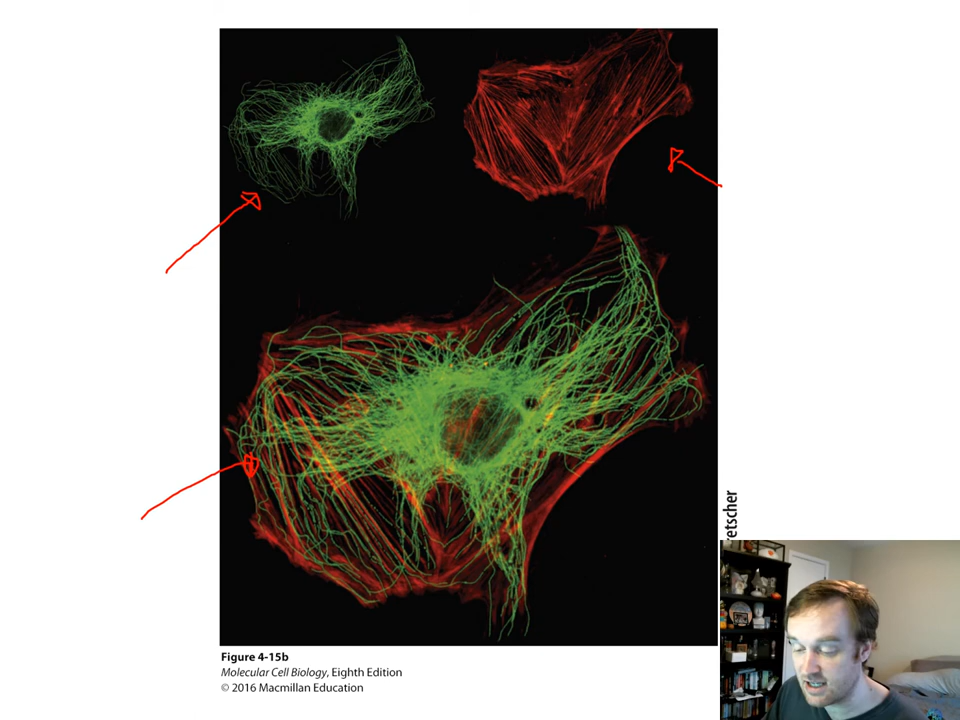 etscher
Figure 4-15b
Molecular Cell Biology, Eighth Edition
© 2016 Macmillan Education